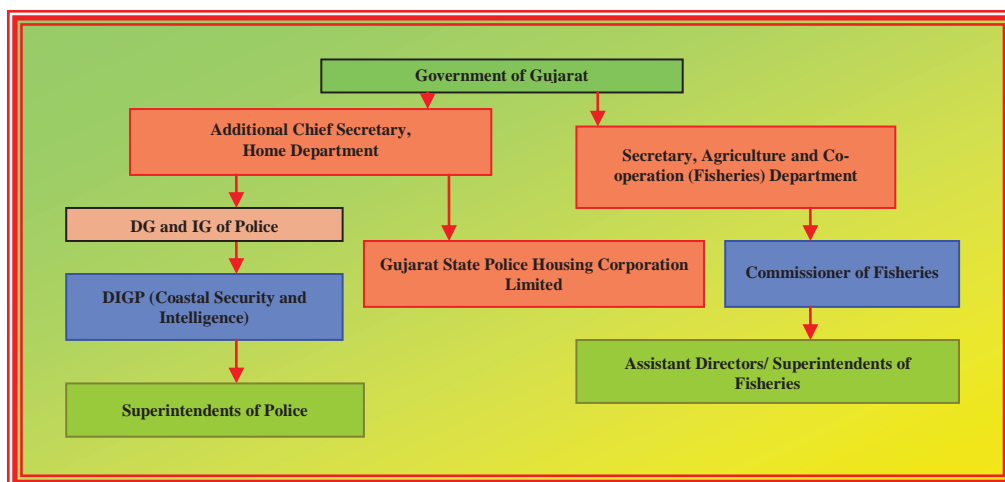 Government of Gujarat
Additional Chief Secretary,
Home Department
Secretary, Agriculture and Co-
operation (Fisheries) Department
DG and IG of Police
Gujarat State Police Housing Corporation
Limited
Commissioner of Fisheries
DIGP (Coastal Security and
Intelligence)
Assistant Directors/ Superintendents of
Fisheries
Superintendents of Police